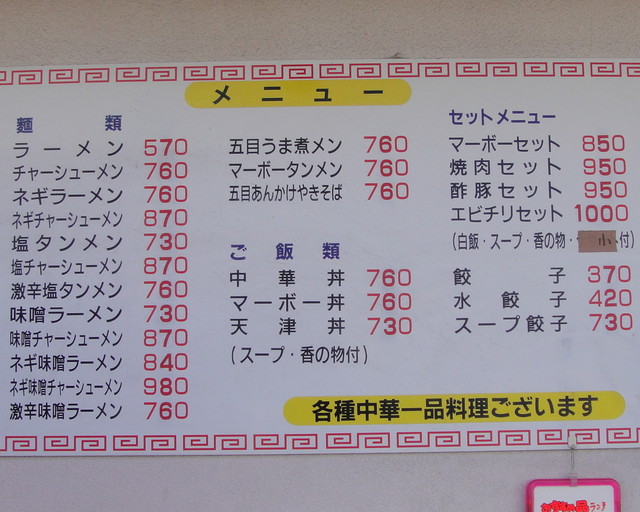 メニュー
麺類
ラーメン 570
チャーシューメン 760
ネギラーメン 760
ネギチャーシューメン 870
塩タンメン 730
塩チャーシューメン 870
激辛塩タンメン 760
味噌ラーメン 730
味噌チャーシューメン 870
ネギ味噌ラーメン 840
ネギ味噌チャーシューメン 980
激辛味噌ラーメン 760
五目うま煮メン 760
マーボータンメン 760
五目あんかけやきそば 760
ご飯類
中華丼 760
マーボー丼 760
天津丼 730
(スープ・香の物付)
セットメニュー
マーボーセット 850
焼肉セット 950
酢豚セット 950
エビチリセット 1000
(白飯・スープ・香の物・小付)
餃子 370
水餃子 420
スープ餃子 730
各種中華一品料理ございます
ランチ